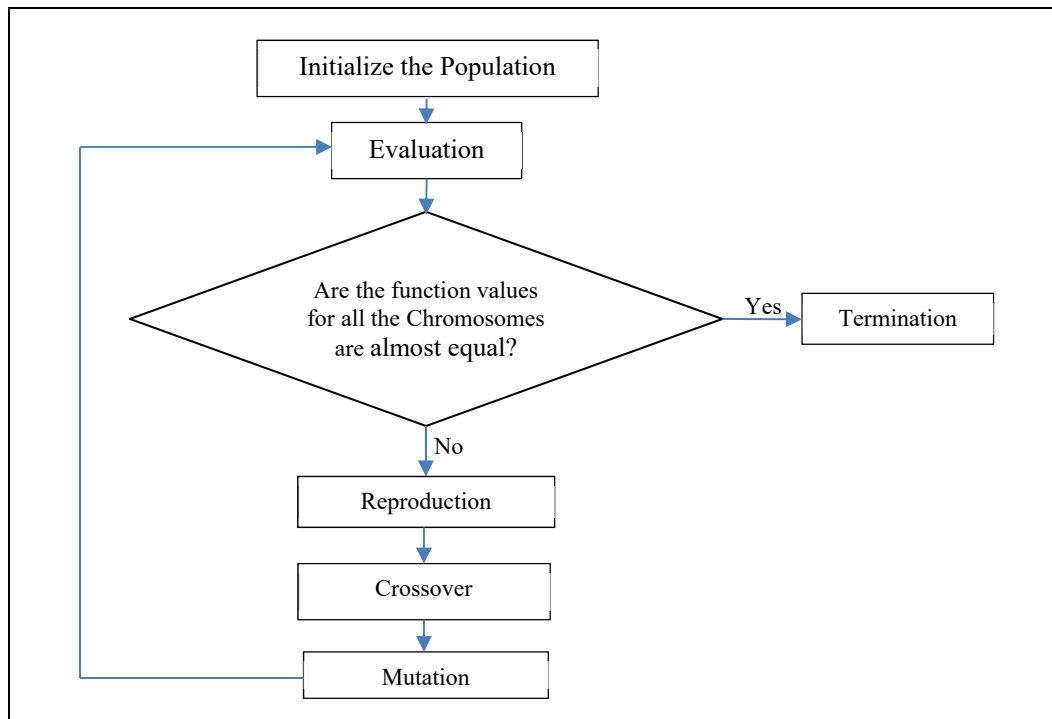 Initialize the Population
Evaluation
Are the function values
for all the Chromosomes
are almost equal?
Yes
Termination
No
Reproduction
Crossover
Mutation